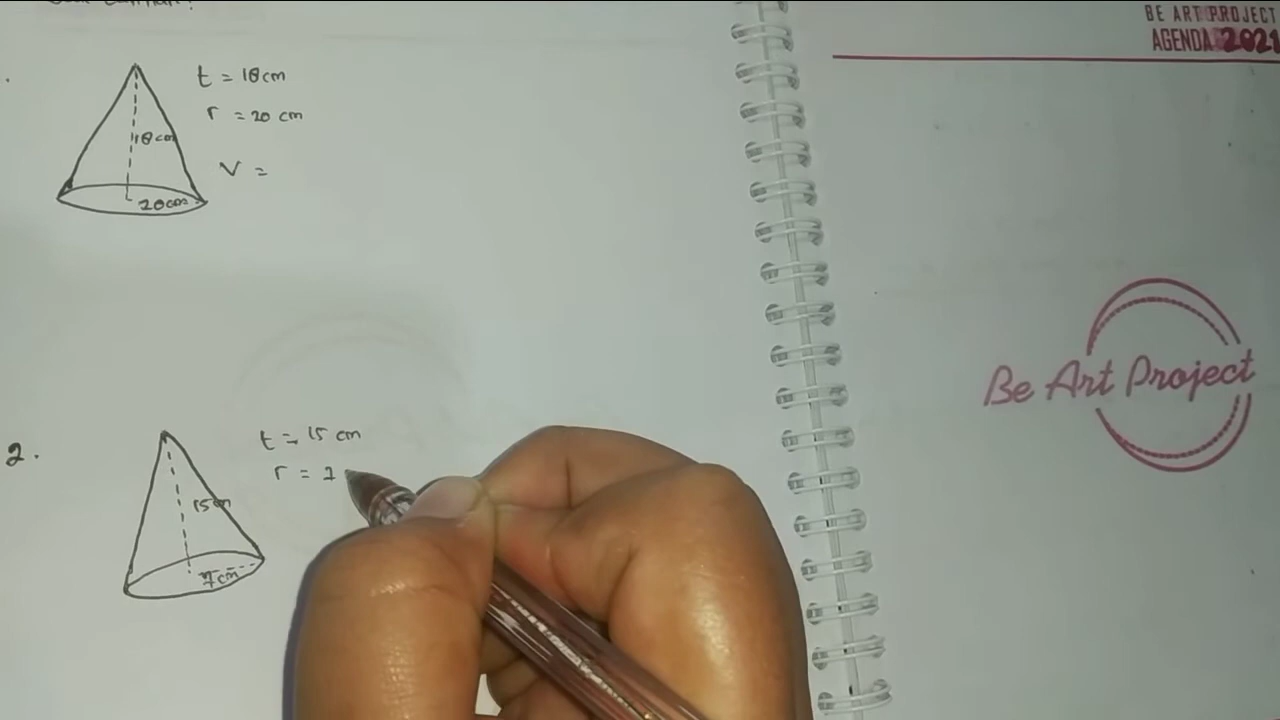 BE ART PROJECT
AGENDA 2021
t = 18 cm
r = 20 cm
18 cm
V =
20 cm
2.
t = 15 cm
r = 7
15 cm
7 cm
Be Art Project